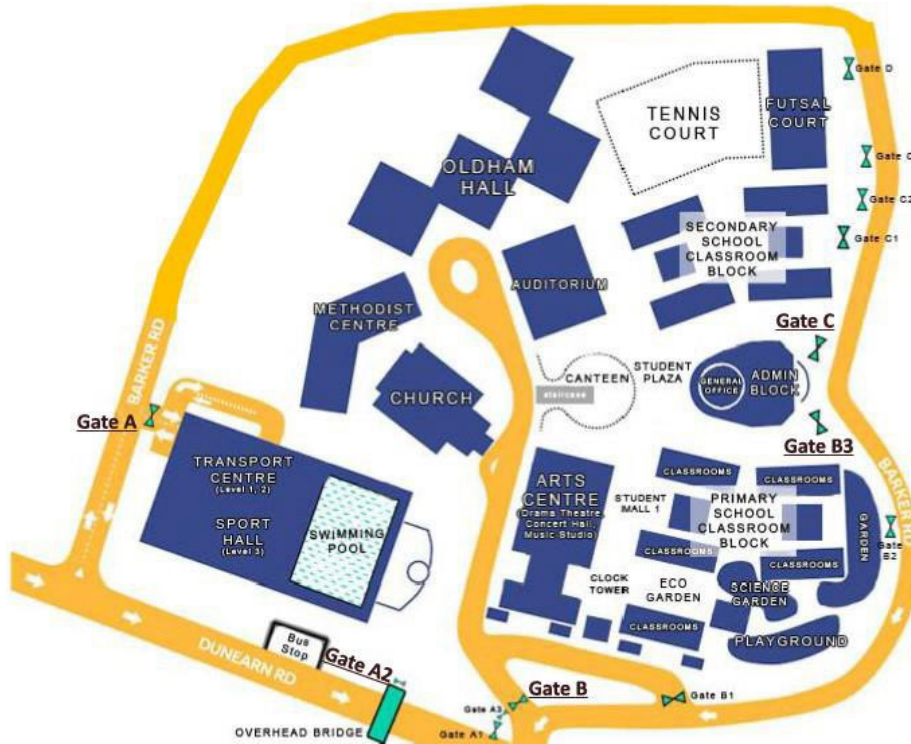 Gate D
TENNIS
COURT
FUTSAL
COURT
OLDHAM
HALL
Gate C2
SECONDARY
SCHOOL
CLASSROOM
BLOCK
Gate C1
AUDITORIUM
METHODIST
CENTRE
Gate C
STUDENT
PLAZA
CANTEEN
staircase
GENERAL
OFFICE
ADMIN
BLOCK
BARKER RD
CHURCH
Gate A
Gate B3
TRANSPORT
CENTRE
(Level 1, 2)
SPORT
HALL
(Level 3)
SWIMMING
POOL
ARTS
CENTRE
(Drama Theatre,
Concert Hall,
Music Studio)
CLASSROOMS
CLASSROOMS
STUDENT
MALL 1
PRIMARY
SCHOOL
CLASSROOM
BLOCK
BARKER RD
GARDEN
Gate
B2
CLASSROOMS
CLASSROOMS
CLOCK
TOWER
ECO
GARDEN
SCIENCE
GARDEN
CLASSROOMS
PLAYGROUND
Bus
Stop
DUNEARN RD
Gate A2
Gate B
Gate B1
Gate A3
Gate A1
OVERHEAD BRIDGE